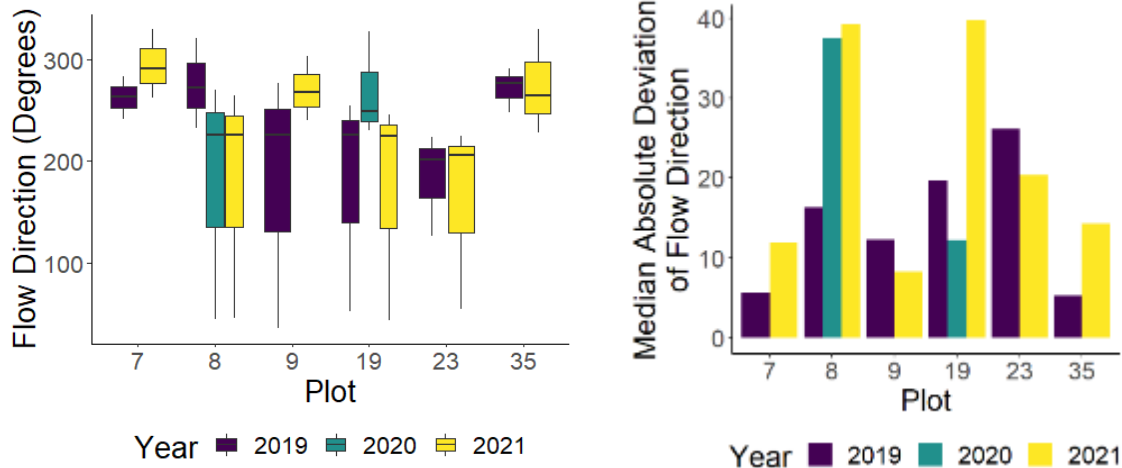 Flow Direction (Degrees)
300
200
100
7 8 9 19 23 35
Plot
Year 2019 2020 2021
Median Absolute Deviation
of Flow Direction
40
30
20
10
0
7 8 9 19 23 35
Plot
Year 2019 2020 2021